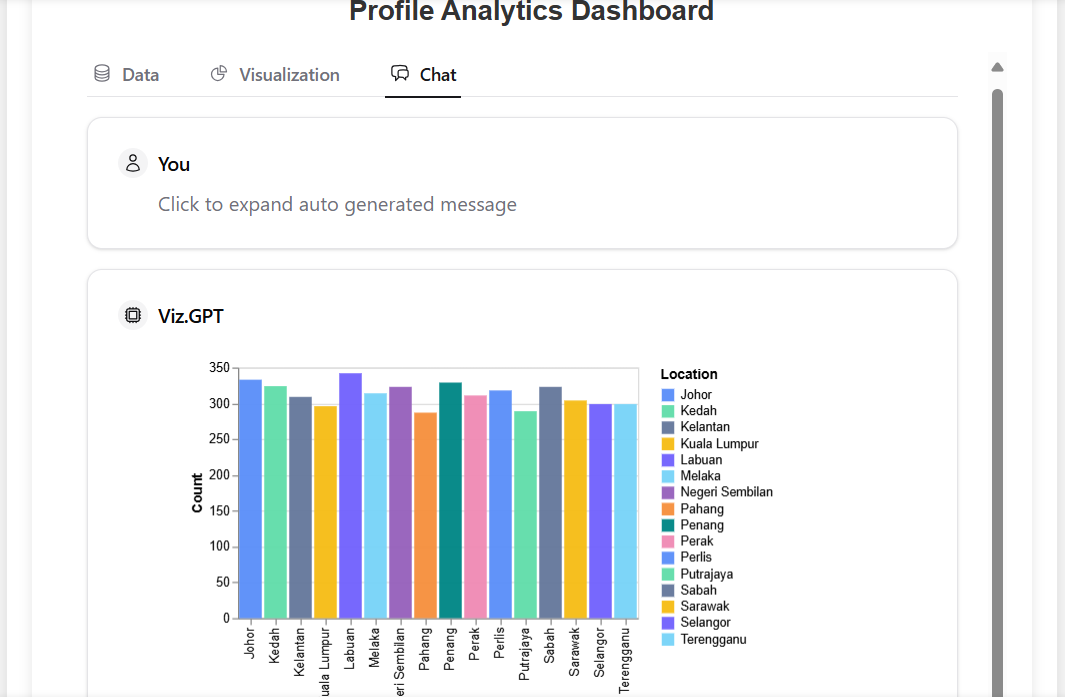 Profile Analytics Dashboard
Data
Visualization
Chat
You
Click to expand auto generated message
Viz.GPT
350
300
250
200
150
100
50
0
Count
Johor
Kedah
Kelantan
uala Lumpur
Labuan
Melaka
eri Sembilan
Pahang
Penang
Perak
Perlis
Putrajaya
Sabah
Sarawak
Selangor
Terengganu
Location
Johor
Kedah
Kelantan
Kuala Lumpur
Labuan
Melaka
Negeri Sembilan
Pahang
Penang
Perak
Perlis
Putrajaya
Sabah
Sarawak
Selangor
Terengganu